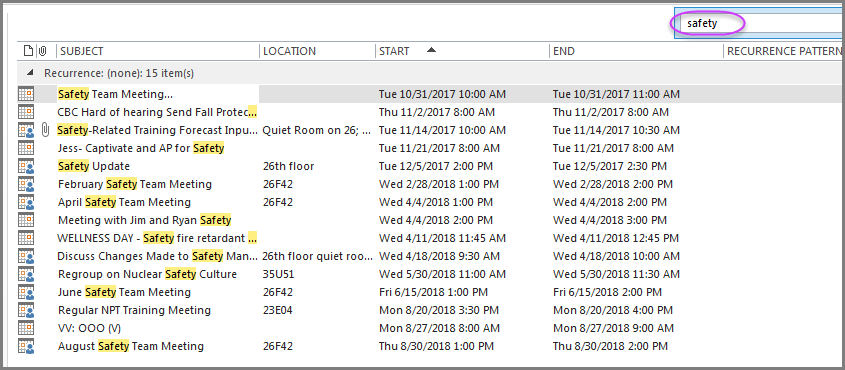 safety
SUBJECT LOCATION START END RECURRENCE PATTERN
Recurrence: (none): 15 item(s)
Safety Team Meeting... Tue 10/31/2017 10:00 AM Tue 10/31/2017 11:00 AM
CBC Hard of hearing Send Fall Protec... Thu 11/2/2017 8:00 AM Thu 11/2/2017 8:00 AM
Safety-Related Training Forecast Inpu... Quiet Room on 26; ... Tue 11/14/2017 10:00 AM Tue 11/14/2017 10:30 AM
Jess- Captivate and AP for Safety Tue 11/21/2017 8:00 AM Tue 11/21/2017 8:00 AM
Safety Update 26th floor Tue 12/5/2017 2:00 PM Tue 12/5/2017 2:30 PM
February Safety Team Meeting 26F42 Wed 2/28/2018 1:00 PM Wed 2/28/2018 2:00 PM
April Safety Team Meeting 26F42 Wed 4/4/2018 1:00 PM Wed 4/4/2018 2:00 PM
Meeting with Jim and Ryan Safety Wed 4/4/2018 2:00 PM Wed 4/4/2018 3:00 PM
WELLNESS DAY - Safety fire retardant ... Wed 4/11/2018 11:45 AM Wed 4/11/2018 12:45 PM
Discuss Changes Made to Safety Man... 26th floor quiet roo... Wed 4/18/2018 9:30 AM Wed 4/18/2018 10:00 AM
Regroup on Nuclear Safety Culture 35U51 Wed 5/30/2018 11:00 AM Wed 5/30/2018 11:30 AM
June Safety Team Meeting 26F42 Fri 6/15/2018 1:00 PM Fri 6/15/2018 2:00 PM
Regular NPT Training Meeting 23E04 Mon 8/20/2018 3:30 PM Mon 8/20/2018 4:00 PM
VV: OOO (V) Mon 8/27/2018 8:00 AM Mon 8/27/2018 9:00 AM
August Safety Team Meeting 26F42 Thu 8/30/2018 1:00 PM Thu 8/30/2018 2:00 PM